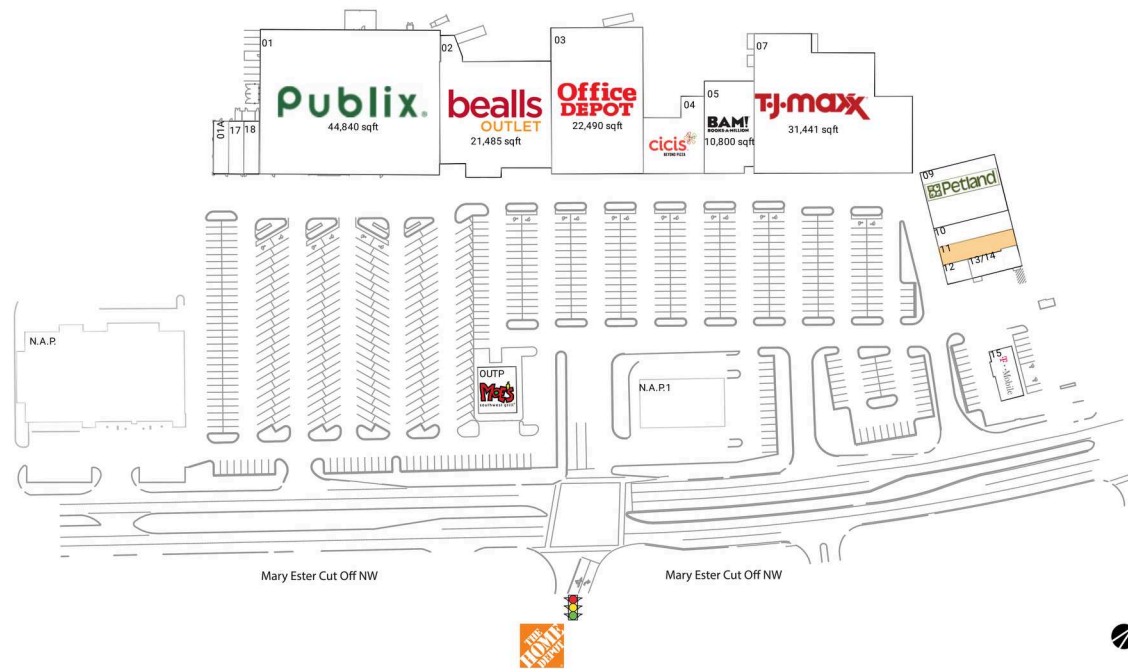 01
Publix.
44,840 sqft
01A
17
18
02
bealls
OUTLET
21,485 sqft
03
Office
DEPOT
22,490 sqft
04
cicis
BEYOND PIZZA
05
BAM!
BOOKS-A-MILLION
10,800 sqft
07
T·J·maxx
31,441 sqft
09
Petland
10
11
12
13/14
N.A.P.
OUTP
MOE'S
southwest grill
N.A.P.1
15
T-Mobile
Mary Ester Cut Off NW
Mary Ester Cut Off NW
THE
HOME
DEPOT